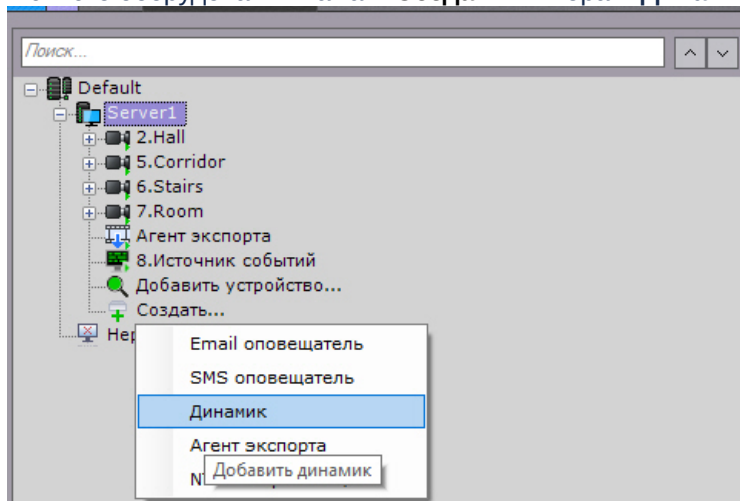 Поиск...
Default
Server1
2.Hall
5.Corridor
6.Stairs
7.Room
Агент экспорта
8.Источник событий
Добавить устройство...
Создать...
Email оповещатель
SMS оповещатель
Динамик
Агент экспорта
Добавить динамик